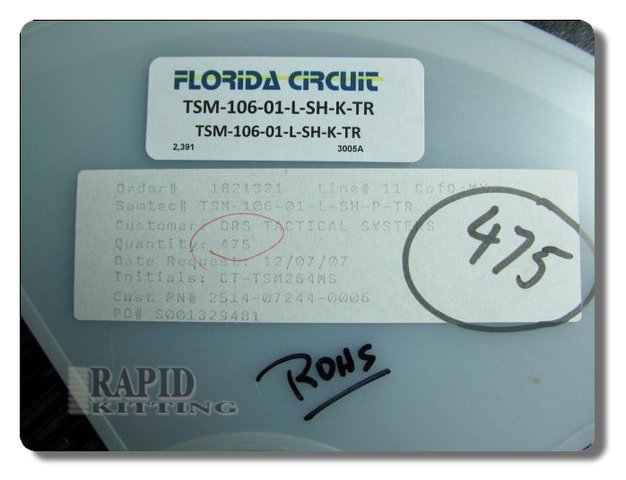 FLORIDA CIRCUIT
TSM-106-01-L-SH-K-TR
TSM-106-01-L-SH-K-TR
2,391 3005A
Order# 1821321 Line# 11 CofO:
Samtec# TSM-106-01-L-SH-P-TR
Customer: DRS TACTICAL SYSTEMS
Quantity: 475
Date Request: 12/07/07
Initials: CT-TSM264MS
Cust PN# 2514-07244-0006
PO# S001329481
475
ROHS
RAPID
KITTING